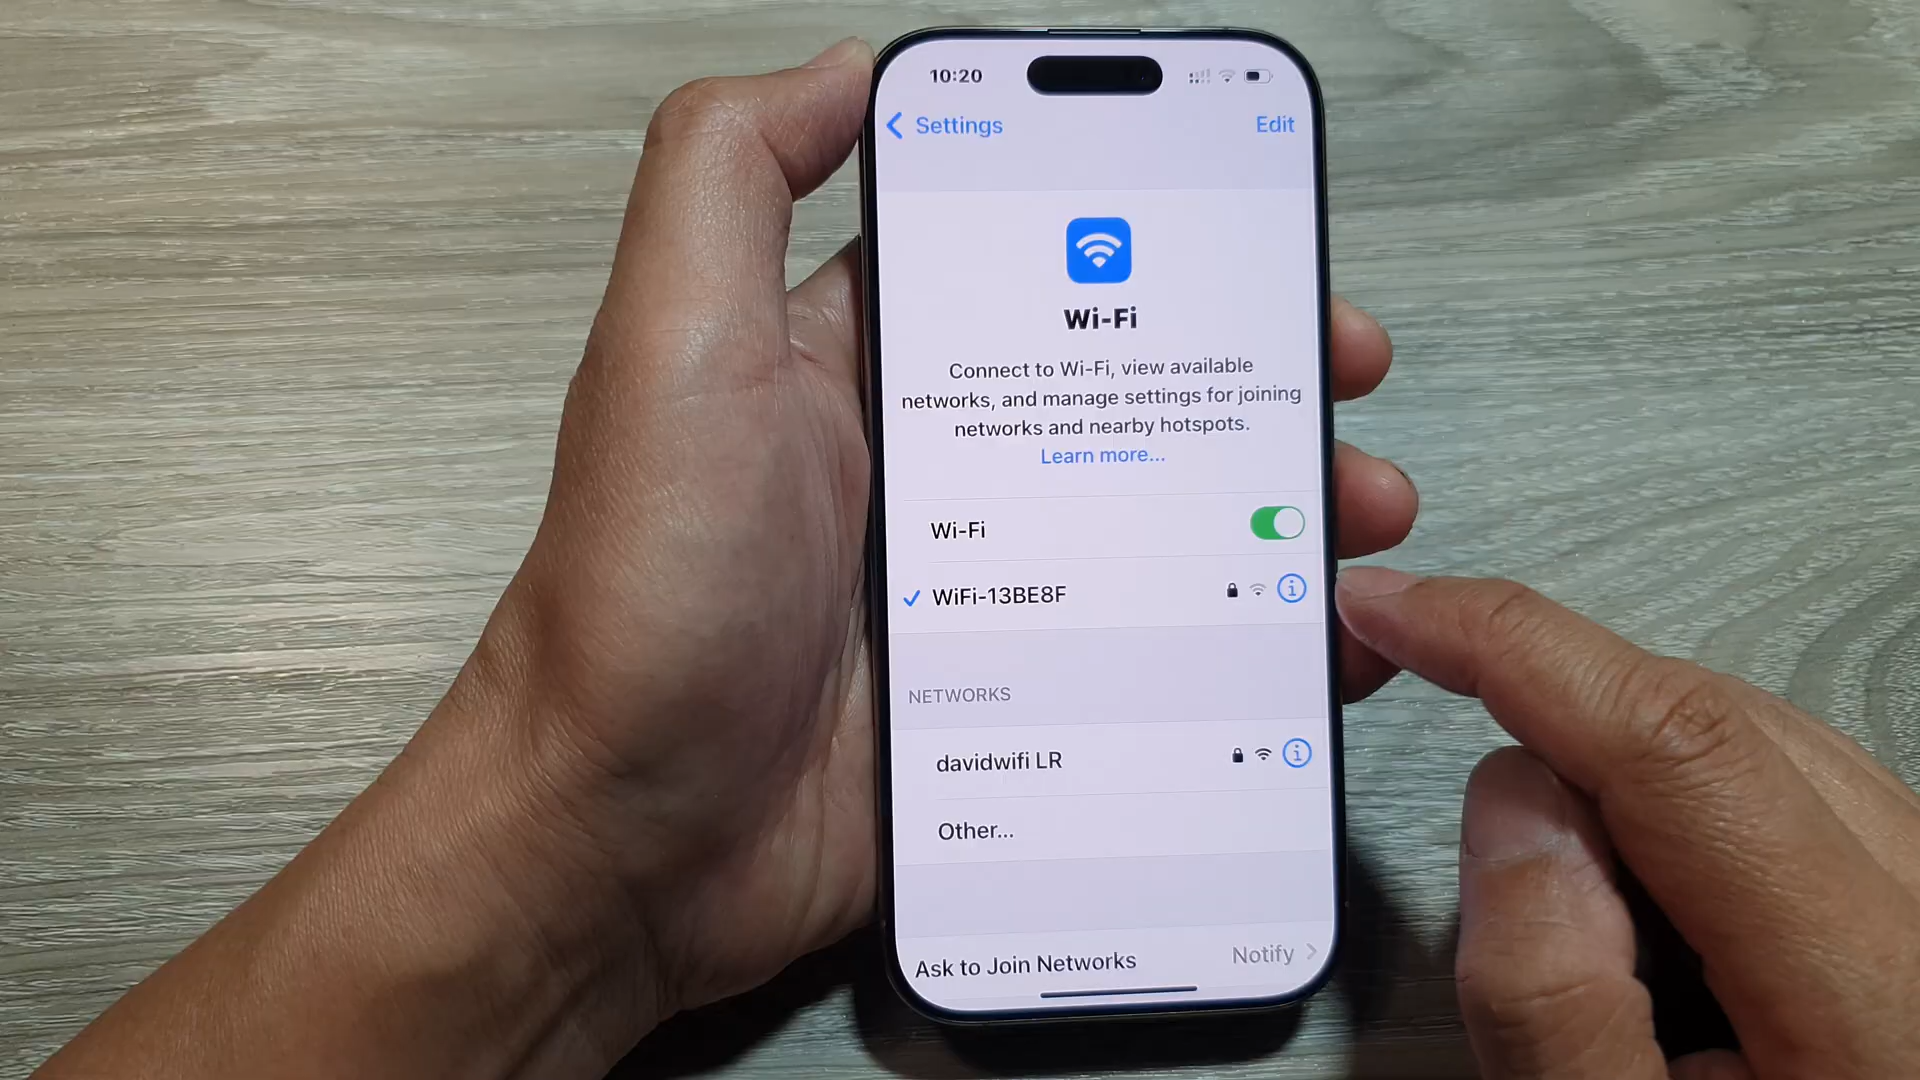 10:20
Settings
Edit
Wi-Fi
Connect to Wi-Fi, view available
networks, and manage settings for joining
networks and nearby hotspots.
Learn more...
Wi-Fi
WiFi-13BE8F
NETWORKS
davidwifi LR
Other...
Ask to Join Networks
Notify